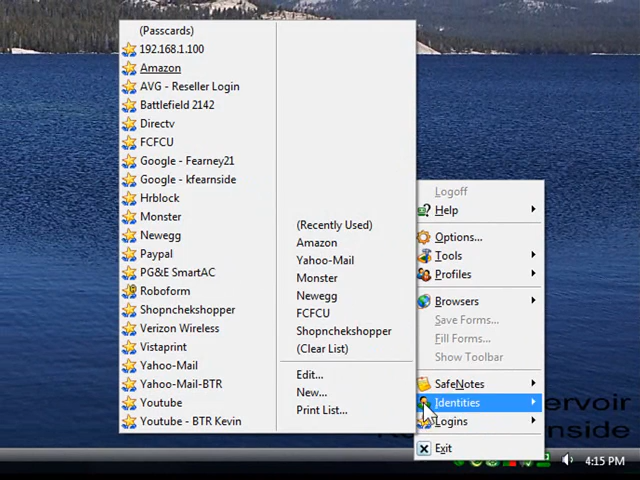 (Passcards)
192.168.1.100
Amazon
AVG - Reseller Login
Battlefield 2142
Directv
FCFCU
Google - Fearney21
Google - kfearnside
Hrblock
Monster
Newegg
Paypal
PG&E SmartAC
Roboform
Shopnchekshopper
Verizon Wireless
Vistaprint
Yahoo-Mail
Yahoo-Mail-BTR
Youtube
Youtube - BTR Kevin
(Recently Used)
Amazon
Yahoo-Mail
Monster
Newegg
FCFCU
Shopnchekshopper
(Clear List)
Edit...
New...
Print List...
Logoff
Help
Options...
Tools
Profiles
Browsers
Save Forms...
Fill Forms...
Show Toolbar
SafeNotes
Identities
Logins
Exit
ervoir
inside
4:15 PM